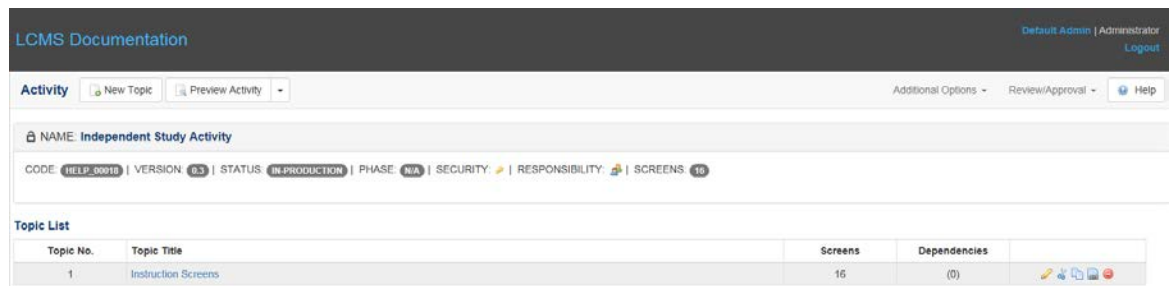 LCMS Documentation
Default Admin | Administrator
Logout
Activity New Topic Preview Activity Additional Options Review/Approval Help
NAME: Independent Study Activity
CODE: HELP_00018 | VERSION: 0.3 | STATUS: IN-PRODUCTION | PHASE: N/A | SECURITY: | RESPONSIBILITY: | SCREENS: 16
Topic List
Topic No. Topic Title Screens Dependencies
1 Instruction Screens 16 (0)